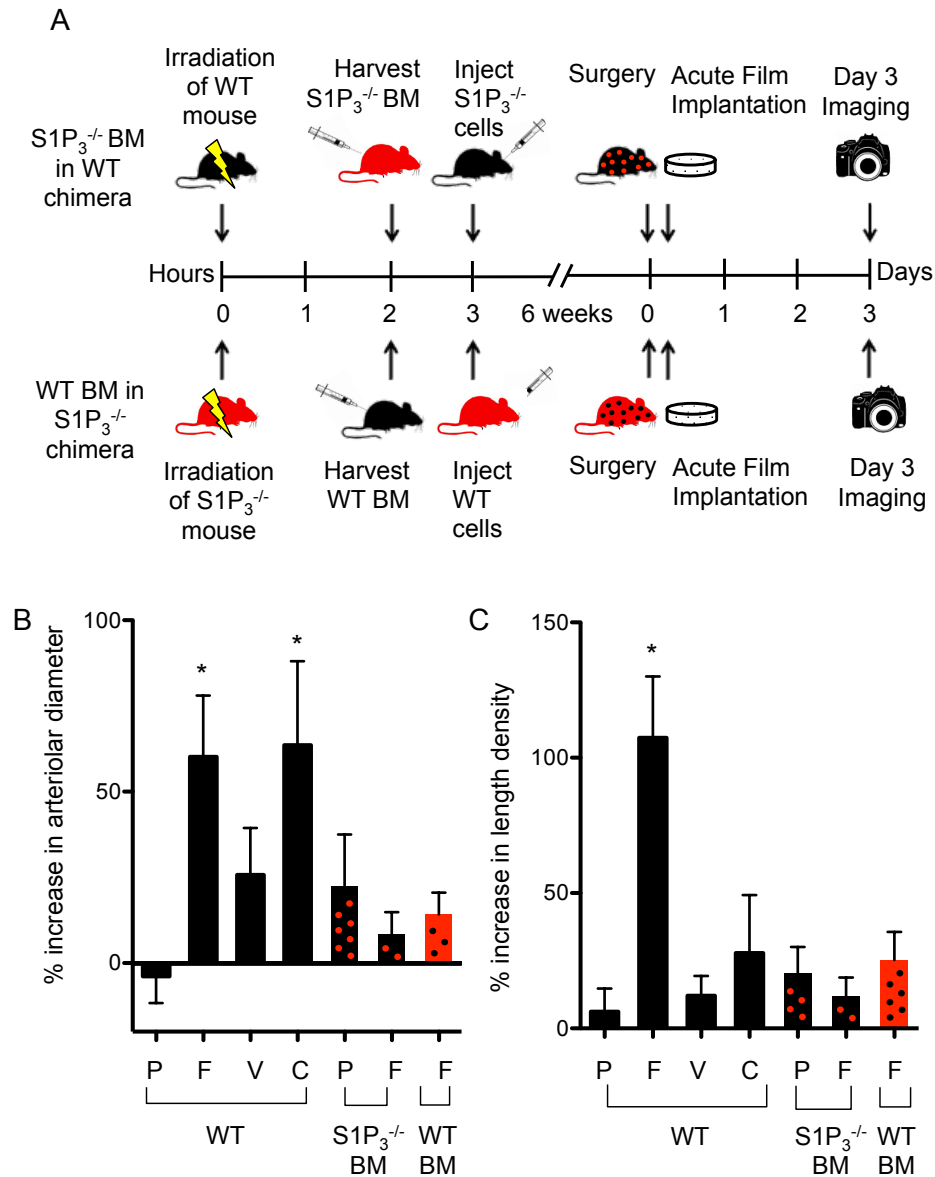 A
Irradiation
of WT
mouse
Harvest
S1P3-/- BM
Inject
S1P3-/-
cells
Surgery
Acute Film
Implantation
Day 3
Imaging
S1P3-/- BM
in WT
chimera
Hours
Days
0 1 2 3 6 weeks 0 1 2 3
WT BM in
S1P3-/-
chimera
Irradiation
of S1P3-/-
mouse
Harvest
WT BM
Inject
WT
cells
Surgery
Acute Film
Implantation
Day 3
Imaging
B
% increase in arteriolar diameter
100
50
0
* *
P F V C P F F
WT
S1P3-/-
BM
WT
BM
C
% increase in length density
150
100
50
0
*
P F V C P F F
WT
S1P3-/-
BM
WT
BM